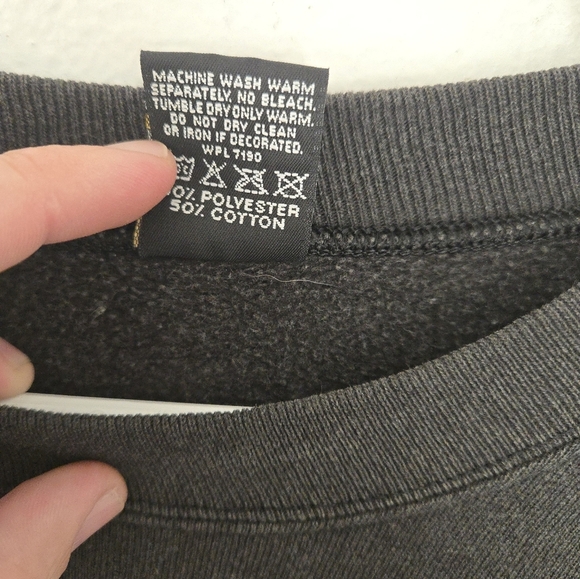 MACHINE WASH WARM
SEPARATELY, NO BLEACH.
TUMBLE DRY ONLY WARM.
DO NOT DRY CLEAN
OR IRON IF DECORATED.
WPL 7190
0% POLYESTER
50% COTTON